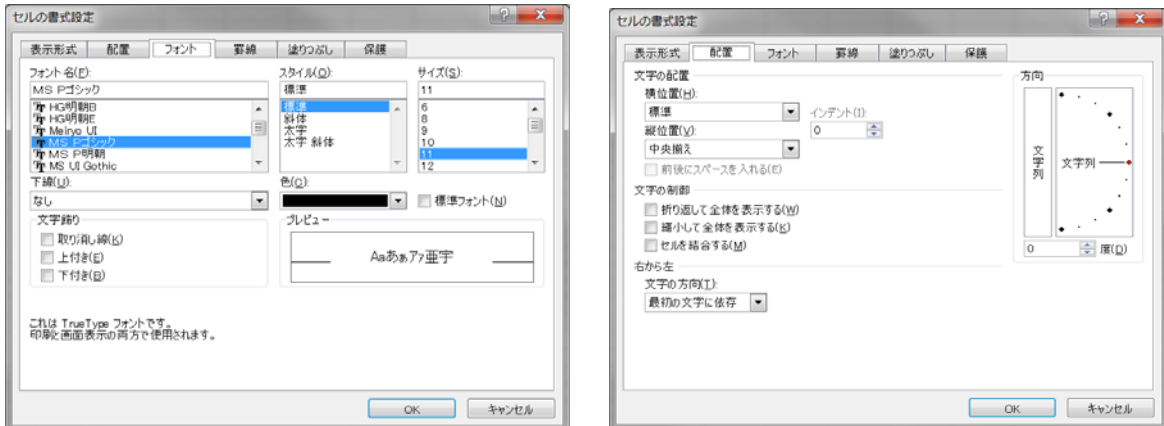 セルの書式設定
表示形式 配置 フォント 罫線 塗りつぶし 保護
フォント名(F): スタイル(O): サイズ(S):
MS Pゴシック 標準 11
HG明朝B 標準 6
HG明朝E 斜体 8
Meiryo UI 太字 9
MS Pゴシック 太字 斜体 10
MS P明朝 11
MS UI Gothic 12
下線(U): 色(C):
なし 標準フォント(N)
文字飾り プレビュー
取り消し線(K)
上付き(E) Aaあぁアァ亜宇
下付き(B)
これは TrueType フォントです。
印刷と画面表示の両方で使用されます。
OK キャンセル
セルの書式設定
表示形式 配置 フォント 罫線 塗りつぶし 保護
文字の配置 方向
横位置(H):
標準 インデント(I):
縦位置(V): 0
中央揃え
前後にスペースを入れる(E)
文字列 文字列
文字の制御
折り返して全体を表示する(W)
縮小して全体を表示する(K)
セルを結合する(M) 0 度(D)
右から左
文字の方向(T):
最初の文字に依存
OK キャンセル